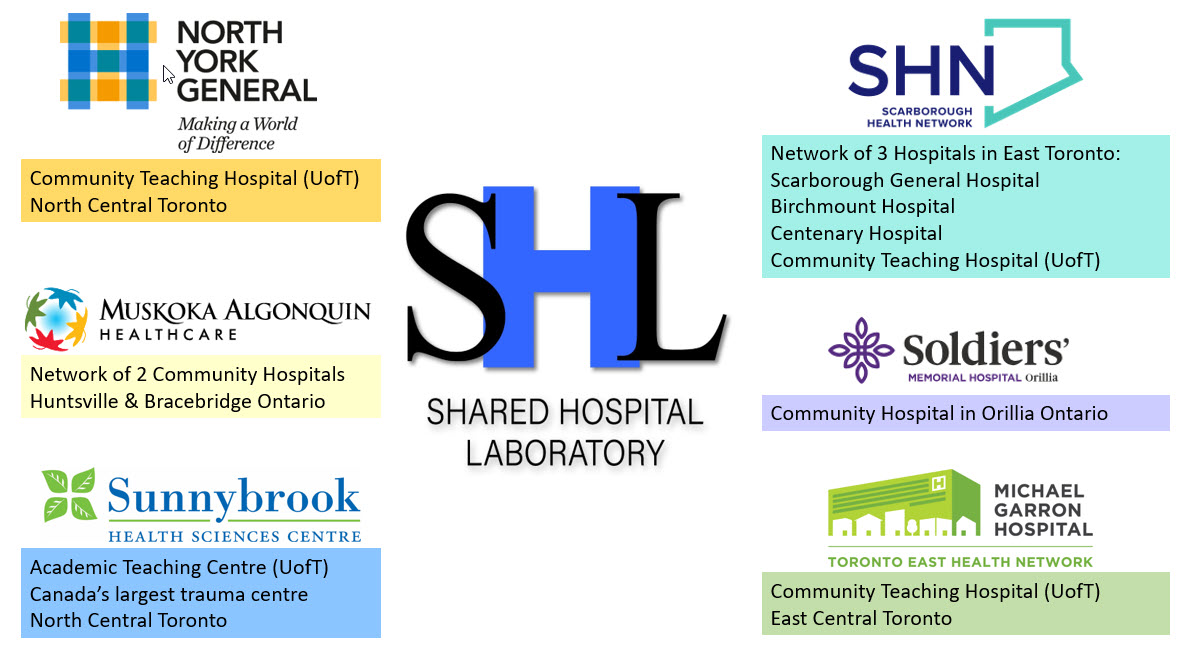 NORTH
YORK
GENERAL
Making a World
of Difference
Community Teaching Hospital (UofT)
North Central Toronto
MUSKOKA ALGONQUIN
HEALTHCARE
Network of 2 Community Hospitals
Huntsville & Bracebridge Ontario
Sunnybrook
HEALTH SCIENCES CENTRE
Academic Teaching Centre (UofT)
Canada’s largest trauma centre
North Central Toronto
SHL
SHARED HOSPITAL
LABORATORY
SHN
SCARBOROUGH
HEALTH NETWORK
Network of 3 Hospitals in East Toronto:
Scarborough General Hospital
Birchmount Hospital
Centenary Hospital
Community Teaching Hospital (UofT)
Soldiers’
MEMORIAL HOSPITAL Orillia
Community Hospital in Orillia Ontario
H
MICHAEL
GARRON
HOSPITAL
TORONTO EAST HEALTH NETWORK
Community Teaching Hospital (UofT)
East Central Toronto